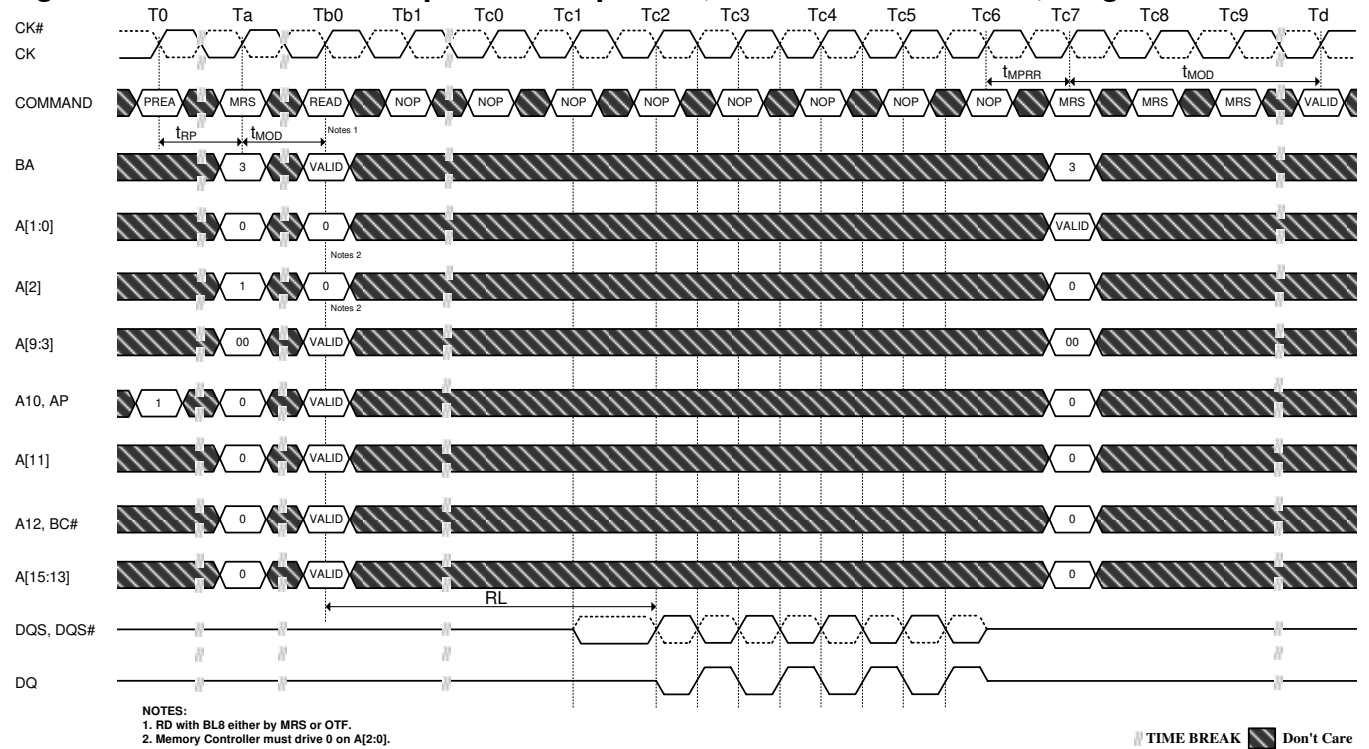 T0 Ta Tb0 Tb1 Tc0 Tc1 Tc2 Tc3 Tc4 Tc5 Tc6 Tc7 Tc8 Tc9 Td
CK#
CK
tMPRR tMOD
COMMAND PREA MRS READ NOP NOP NOP NOP NOP NOP NOP NOP MRS MRS MRS VALID
tRP tMOD Notes 1
BA 3 VALID 3
A[1:0] 0 0 VALID
Notes 2
A[2] 1 0 0
Notes 2
A[9:3] 00 VALID 00
A10, AP 1 0 VALID 0
A[11] 0 VALID 0
A12, BC# 0 VALID 0
A[15:13] 0 VALID 0
RL
DQS, DQS#
DQ
NOTES:
1. RD with BL8 either by MRS or OTF.
2. Memory Controller must drive 0 on A[2:0].
TIME BREAK Don't Care